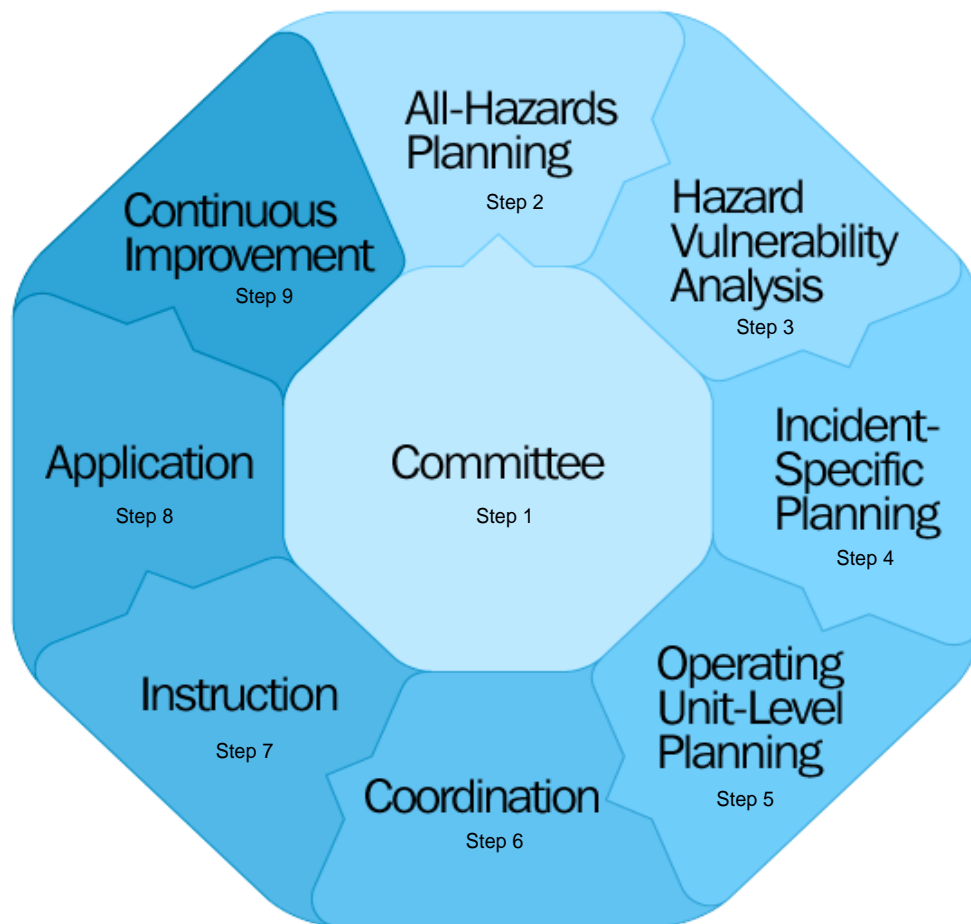 All-Hazards
Planning
Step 2
Hazard
Vulnerability
Analysis
Step 3
Continuous
Improvement
Step 9
Incident-
Specific
Planning
Step 4
Application
Step 8
Committee
Step 1
Operating
Unit-Level
Planning
Step 5
Instruction
Step 7
Coordination
Step 6